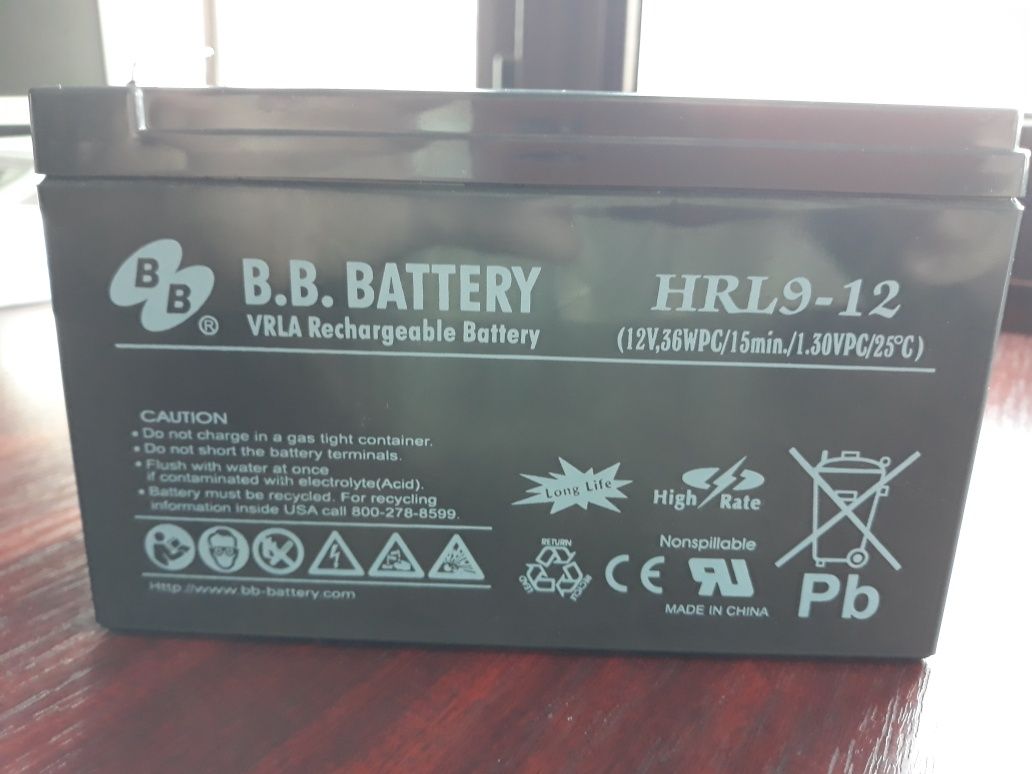 B B ®
B.B. BATTERY
VRLA Rechargeable Battery
HRL9-12
(12V,36WPC/15min./1.30VPC/25°C)
CAUTION
• Do not charge in a gas tight container.
• Do not short the battery terminals.
• Flush with water at once
if contaminated with electrolyte(Acid).
• Battery must be recycled. For recycling
information inside USA call 800-278-8599.
Http://www.bb-battery.com
Long Life
High Rate
RETURN
LEAD
RECYCLE
CE
Nonspillable
RU
MADE IN CHINA
Pb